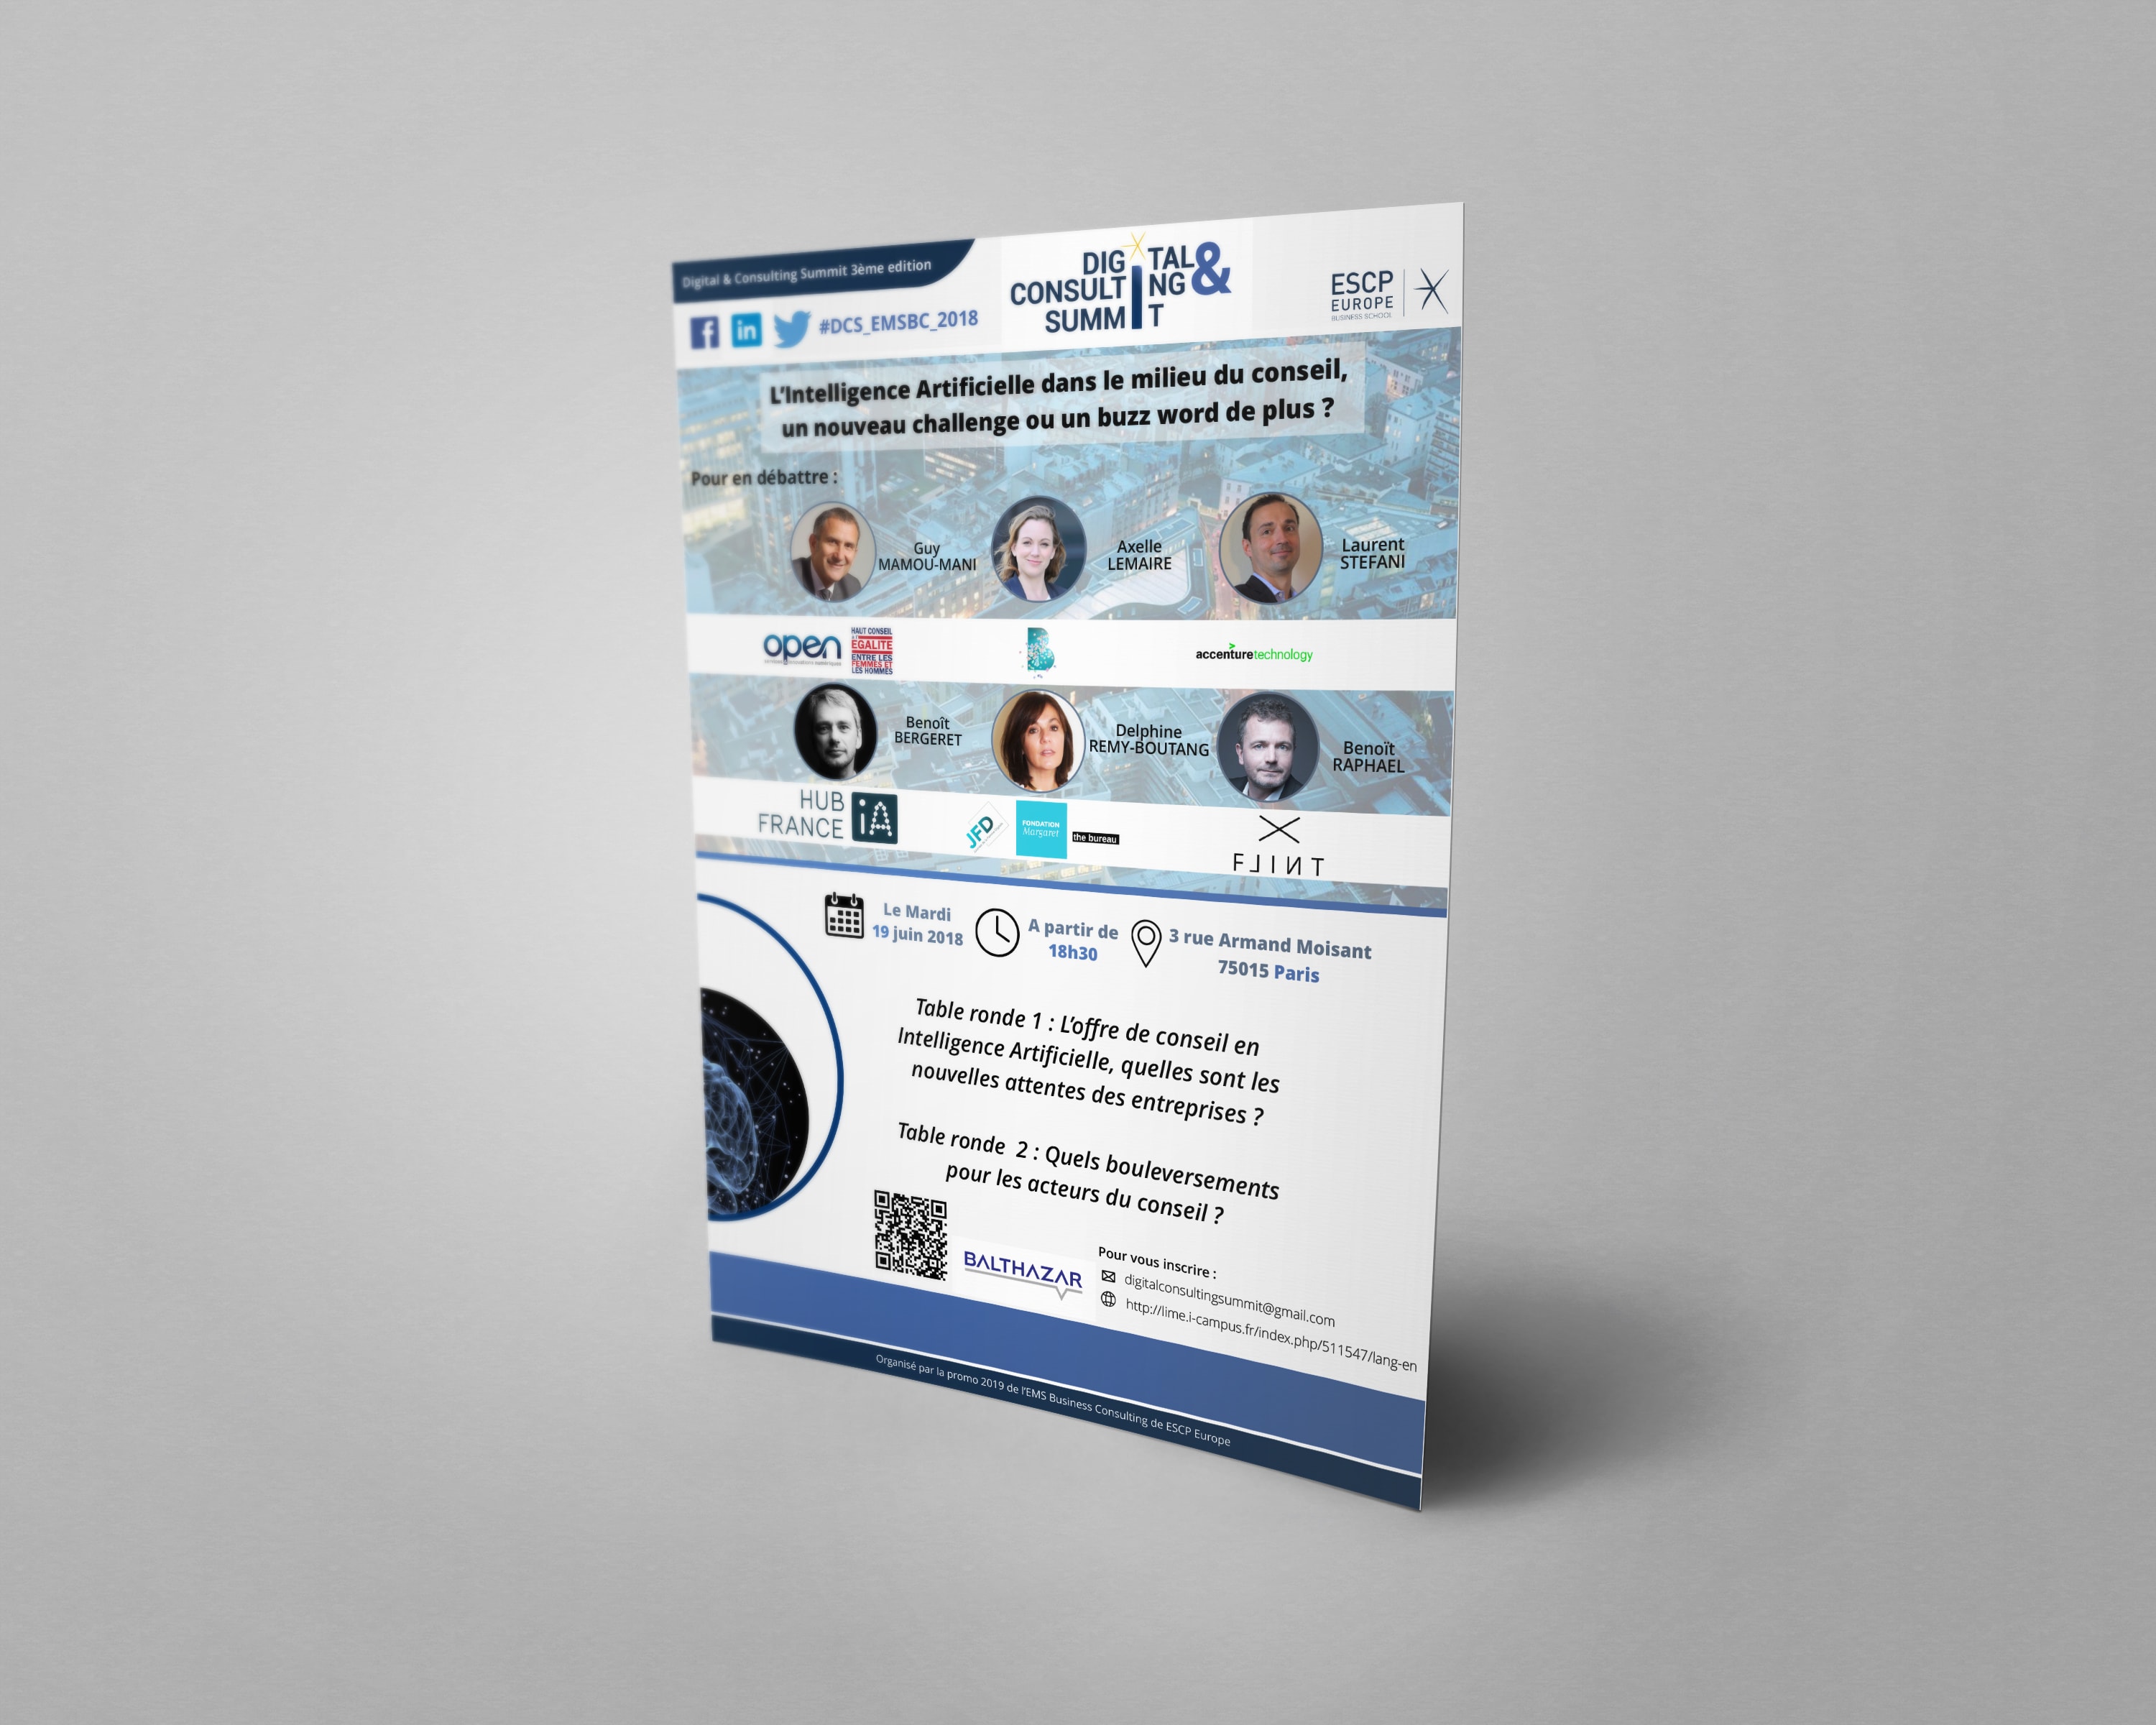 Digital & Consulting Summit 3ème edition
#DCS_EMSBC_2018
DIGITAL &
CONSULTING
SUMMIT
ESCP
EUROPE
BUSINESS SCHOOL
L'Intelligence Artificielle dans le milieu du conseil,
un nouveau challenge ou un buzz word de plus ?
Pour en débattre :
Guy
MAMOU-MANI
Axelle
LEMAIRE
Laurent
STEFANI
open
HAUT CONSEIL
EGALITE
ENTRE LES
FEMMES ET
LES HOMMES
accenturetechnology
Benoît
BERGERET
Delphine
REMY-BOUTANG
Benoît
RAPHAEL
HUB
FRANCE
iA
JFD
FONDATION
Margaret
the bureau
FLINT
Le Mardi
19 juin 2018
A partir de
18h30
3 rue Armand Moisant
75015 Paris
Table ronde 1 : L'offre de conseil en
Intelligence Artificielle, quelles sont les
nouvelles attentes des entreprises ?
Table ronde 2 : Quels bouleversements
pour les acteurs du conseil ?
BALTHAZAR
Pour vous inscrire :
digitalconsultingsummit@gmail.com
http://lime.i-campus.fr/index.php/511547/lang-en
Organisé par la promo 2019 de l'EMS Business Consulting de ESCP Europe